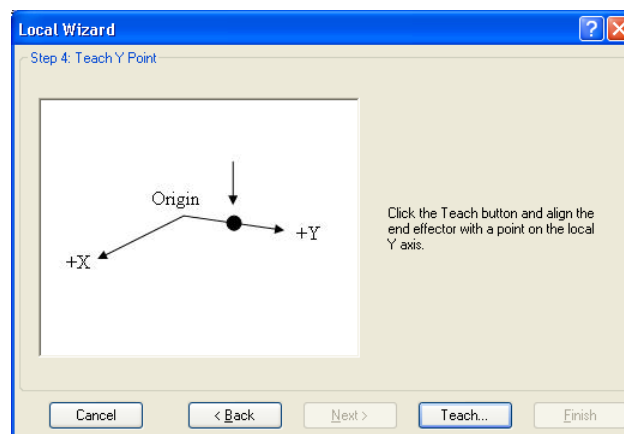 Local Wizard
Step 4: Teach Y Point
Origin
+Y
+X
Click the Teach button and align the
end effector with a point on the local
Y axis.
Cancel
< Back
Next >
Teach...
Finish